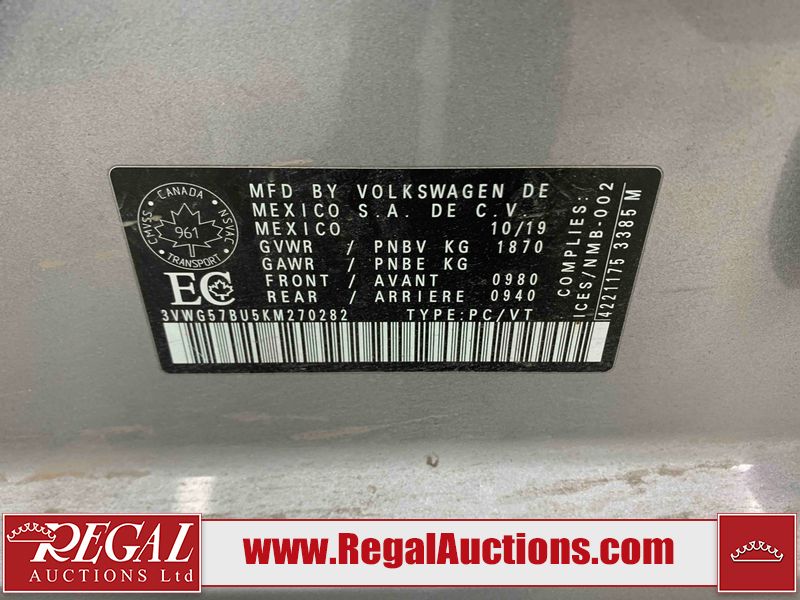 CANADA
CMVSS
NSVAC
961
TRANSPORT
EC
MFD BY VOLKSWAGEN DE
MEXICO S.A. DE C.V.
MEXICO 10/19
GVWR / PNBV KG 1870
GAWR / PNBE KG
FRONT / AVANT 0980
REAR / ARRIERE 0940
3VWG57BU5KM270282 TYPE:PC/VT
COMPLIES:
ICES/NMB-002
4221175 3385 M
REGAL
AUCTIONS Ltd
www.RegalAuctions.com